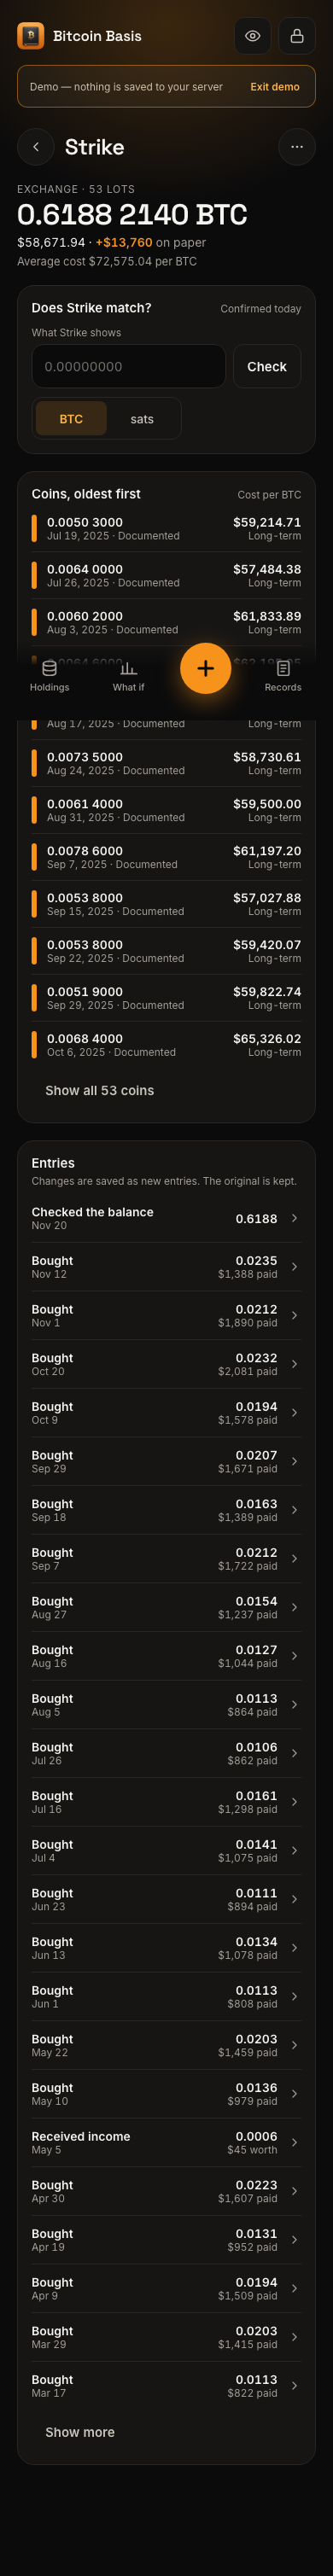 Bitcoin Basis
Demo — nothing is saved to your server Exit demo
Strike
EXCHANGE · 53 LOTS
0.6188 2140 BTC
$58,671.94 · +$13,760 on paper
Average cost $72,575.04 per BTC
Does Strike match? Confirmed today
What Strike shows
0.00000000 Check
BTC sats
Coins, oldest first Cost per BTC
0.0050 3000 $59,214.71
Jul 19, 2025 · Documented Long-term
0.0064 0000 $57,484.38
Jul 26, 2025 · Documented Long-term
0.0060 2000 $61,833.89
Aug 3, 2025 · Documented Long-term
Holdings What if Records
Aug 17, 2025 · Documented Long-term
0.0073 5000 $58,730.61
Aug 24, 2025 · Documented Long-term
0.0061 4000 $59,500.00
Aug 31, 2025 · Documented Long-term
0.0078 6000 $61,197.20
Sep 7, 2025 · Documented Long-term
0.0053 8000 $57,027.88
Sep 15, 2025 · Documented Long-term
0.0053 8000 $59,420.07
Sep 22, 2025 · Documented Long-term
0.0051 9000 $59,822.74
Sep 29, 2025 · Documented Long-term
0.0068 4000 $65,326.02
Oct 6, 2025 · Documented Long-term
Show all 53 coins
Entries
Changes are saved as new entries. The original is kept.
Checked the balance 0.6188
Nov 20
Bought 0.0235
Nov 12 $1,388 paid
Bought 0.0212
Nov 1 $1,890 paid
Bought 0.0232
Oct 20 $2,081 paid
Bought 0.0194
Oct 9 $1,578 paid
Bought 0.0207
Sep 29 $1,671 paid
Bought 0.0163
Sep 18 $1,389 paid
Bought 0.0212
Sep 7 $1,722 paid
Bought 0.0154
Aug 27 $1,237 paid
Bought 0.0127
Aug 16 $1,044 paid
Bought 0.0113
Aug 5 $864 paid
Bought 0.0106
Jul 26 $862 paid
Bought 0.0161
Jul 16 $1,298 paid
Bought 0.0141
Jul 4 $1,075 paid
Bought 0.0111
Jun 23 $894 paid
Bought 0.0134
Jun 13 $1,078 paid
Bought 0.0113
Jun 1 $808 paid
Bought 0.0203
May 22 $1,459 paid
Bought 0.0136
May 10 $979 paid
Received income 0.0006
May 5 $45 worth
Bought 0.0223
Apr 30 $1,607 paid
Bought 0.0131
Apr 19 $952 paid
Bought 0.0194
Apr 9 $1,509 paid
Bought 0.0203
Mar 29 $1,415 paid
Bought 0.0113
Mar 17 $822 paid
Show more